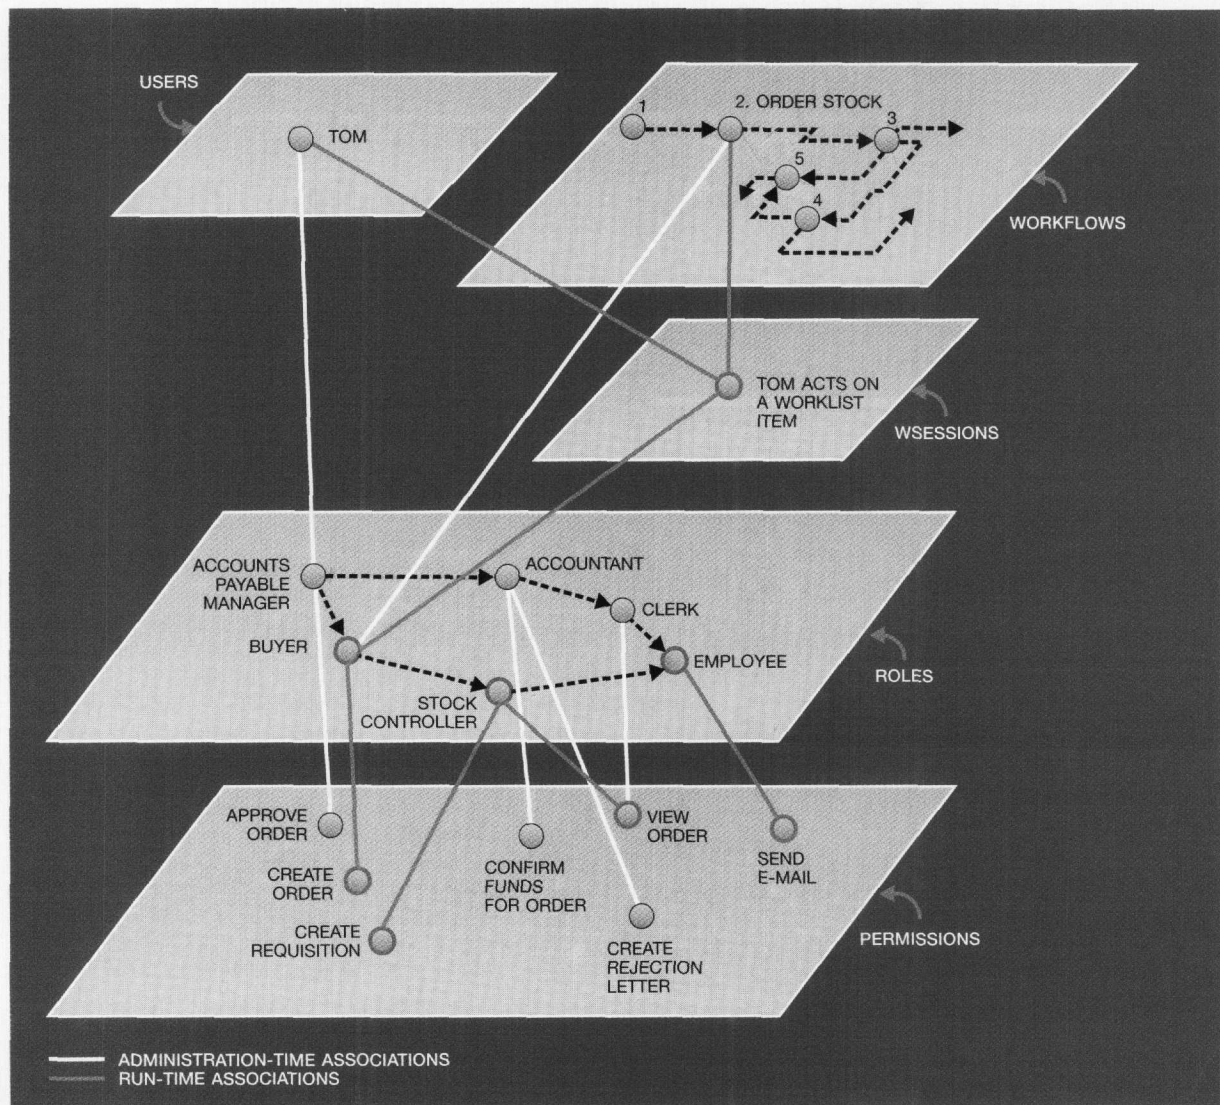 USERS
TOM
1
2. ORDER STOCK
3
5
4
WORKFLOWS
TOM ACTS ON
A WORKLIST
ITEM
WSESSIONS
ACCOUNTS
PAYABLE
MANAGER
ACCOUNTANT
CLERK
BUYER
EMPLOYEE
STOCK
CONTROLLER
ROLES
APPROVE
ORDER
VIEW
ORDER
CREATE
ORDER
CONFIRM
FUNDS
FOR ORDER
SEND
E-MAIL
CREATE
REQUISITION
CREATE
REJECTION
LETTER
PERMISSIONS
ADMINISTRATION-TIME ASSOCIATIONS
RUN-TIME ASSOCIATIONS